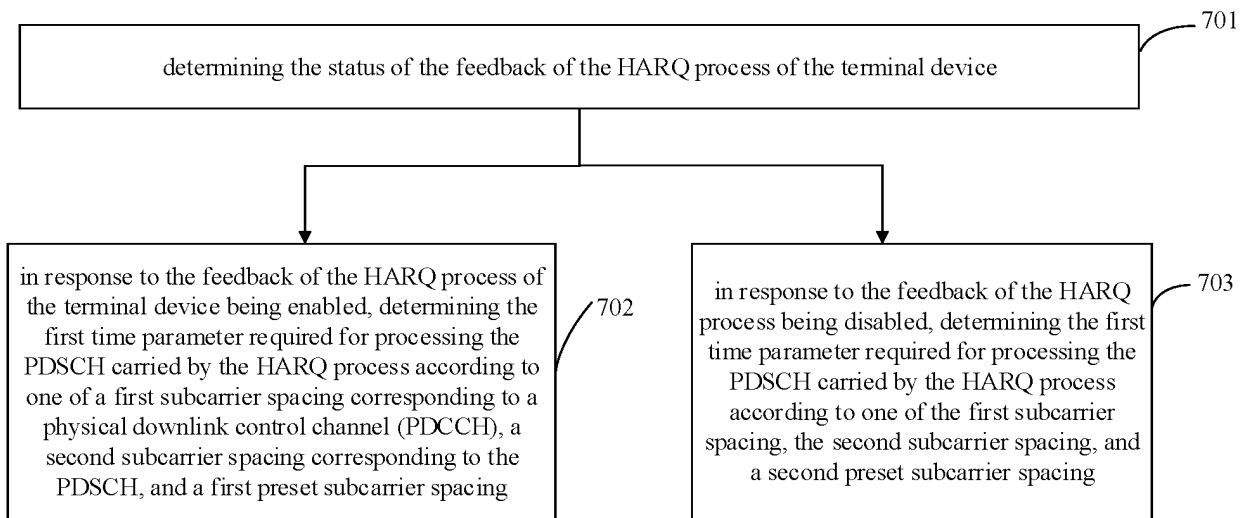 701
determining the status of the feedback of the HARQ process of the terminal device
in response to the feedback of the HARQ process of
the terminal device being enabled, determining the
first time parameter required for processing the
PDSCH carried by the HARQ process according to
one of a first subcarrier spacing corresponding to a
physical downlink control channel (PDCCH), a
second subcarrier spacing corresponding to the
PDSCH, and a first preset subcarrier spacing
702
in response to the feedback of the HARQ
process being disabled, determining the first
time parameter required for processing the
PDSCH carried by the HARQ process
according to one of the first subcarrier
spacing, the second subcarrier spacing, and
a second preset subcarrier spacing
703